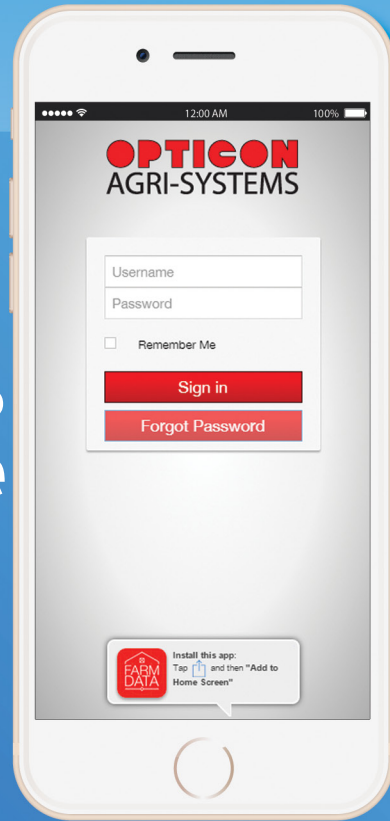 12:00 AM 100%
OPTICON
AGRI-SYSTEMS
Username
Password
Remember Me
Sign in
Forgot Password
Install this app:
Tap and then "Add to
Home Screen"
FARM
DATA